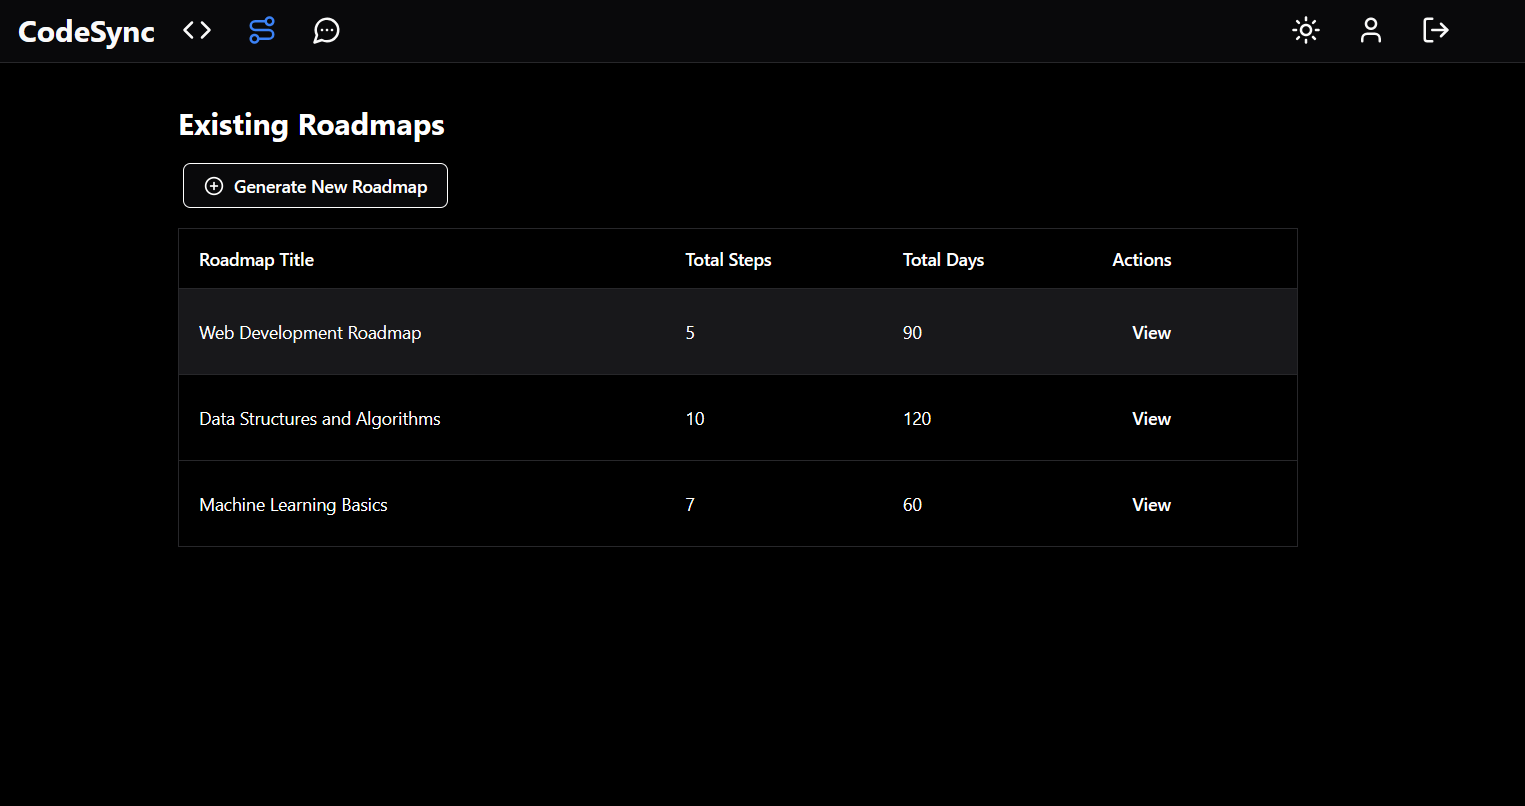 CodeSync
Existing Roadmaps
Generate New Roadmap
Roadmap Title Total Steps Total Days Actions
Web Development Roadmap 5 90 View
Data Structures and Algorithms 10 120 View
Machine Learning Basics 7 60 View